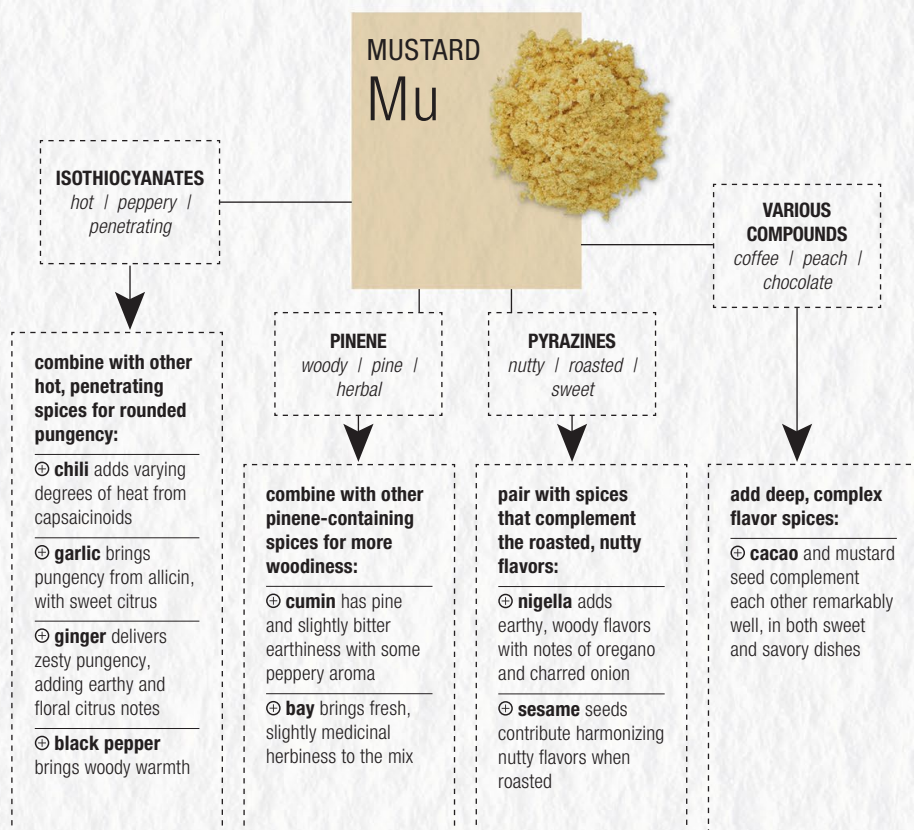 MUSTARD
Mu
ISOTHIOCYANATES
hot | peppery |
penetrating
VARIOUS
COMPOUNDS
coffee | peach |
chocolate
PINENE
woody | pine |
herbal
PYRAZINES
nutty | roasted |
sweet
combine with other
hot, penetrating
spices for rounded
pungency:
⊕ chili adds varying
degrees of heat from
capsaicinoids
⊕ garlic brings
pungency from allicin,
with sweet citrus
⊕ ginger delivers
zesty pungency,
adding earthy and
floral citrus notes
⊕ black pepper
brings woody warmth
combine with other
pinene-containing
spices for more
woodiness:
⊕ cumin has pine
and slightly bitter
earthiness with some
peppery aroma
⊕ bay brings fresh,
slightly medicinal
herbiness to the mix
pair with spices
that complement
the roasted, nutty
flavors:
⊕ nigella adds
earthy, woody flavors
with notes of oregano
and charred onion
⊕ sesame seeds
contribute harmonizing
nutty flavors when
roasted
add deep, complex
flavor spices:
⊕ cacao and mustard
seed complement
each other remarkably
well, in both sweet
and savory dishes